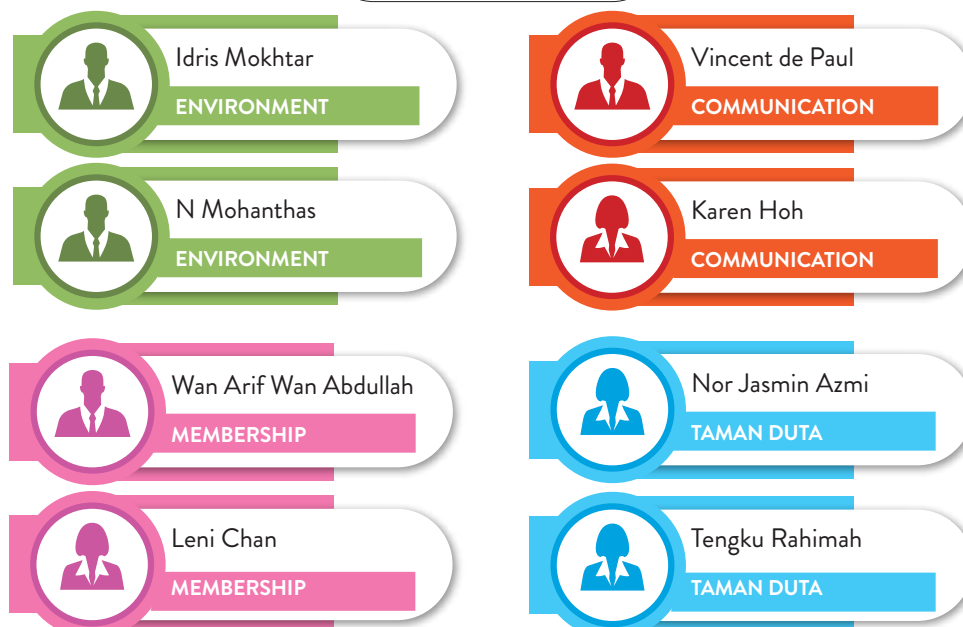 Idris Mokhtar
ENVIRONMENT
Vincent de Paul
COMMUNICATION
N Mohanthas
ENVIRONMENT
Karen Hoh
COMMUNICATION
Wan Arif Wan Abdullah
MEMBERSHIP
Nor Jasmin Azmi
TAMAN DUTA
Leni Chan
MEMBERSHIP
Tengku Rahimah
TAMAN DUTA